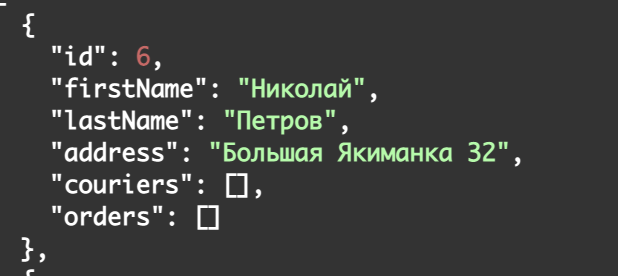 {
"id": 6,
"firstName": "Николай",
"lastName": "Петров",
"address": "Большая Якиманка 32",
"couriers": [],
"orders": []
},
{